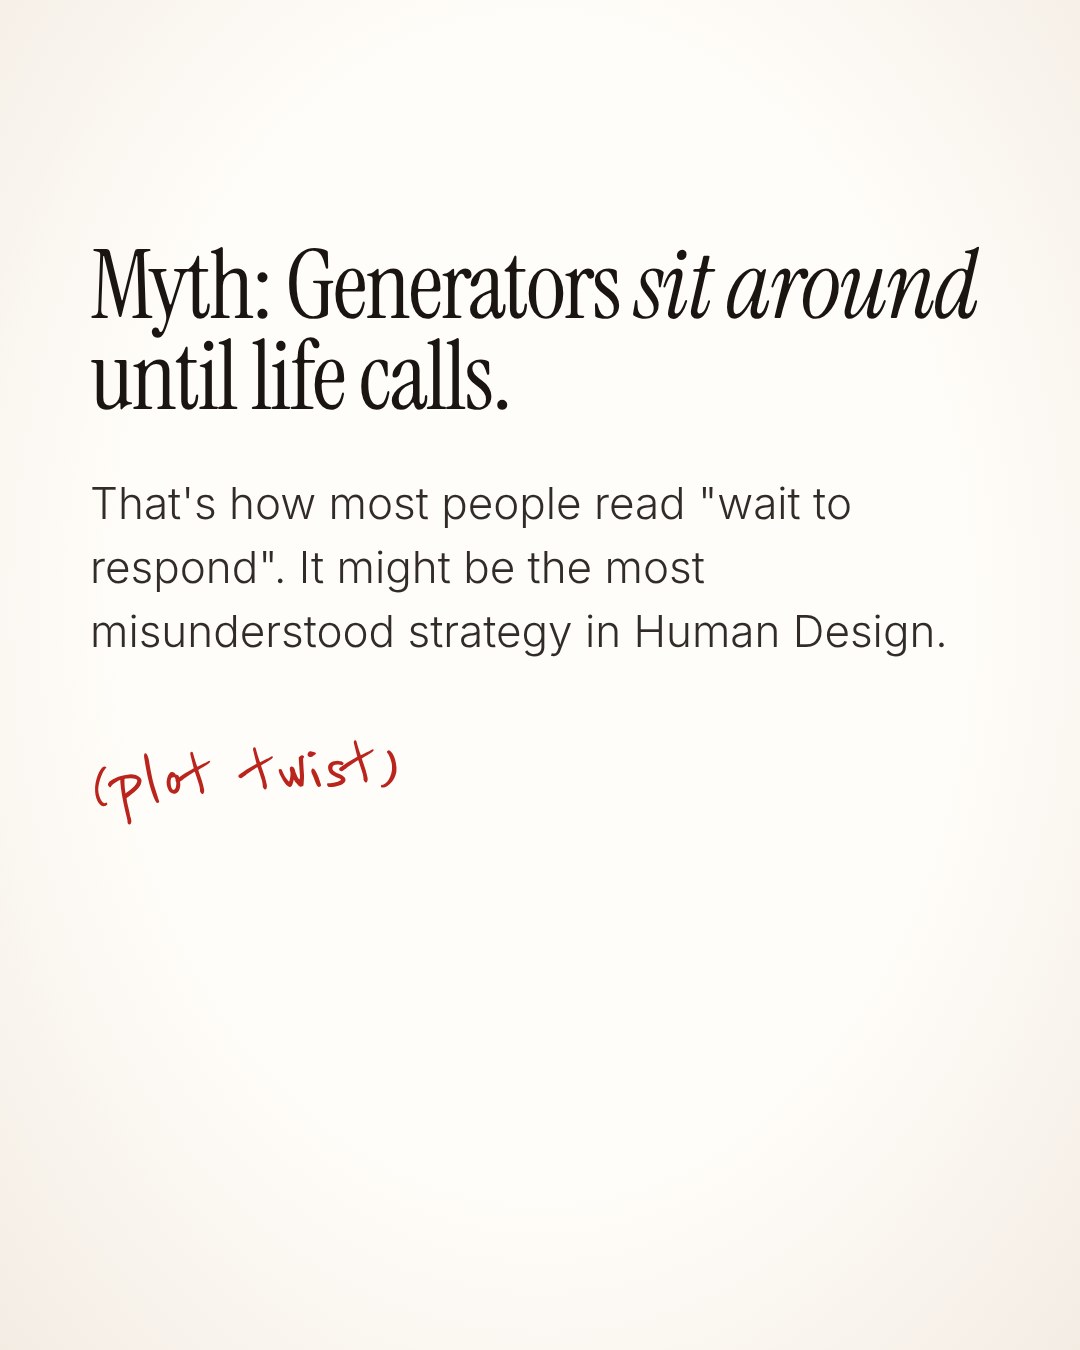 Myth: Generators sit around
until life calls.
That's how most people read "wait to
respond". It might be the most
misunderstood strategy in Human Design.
(plot twist)